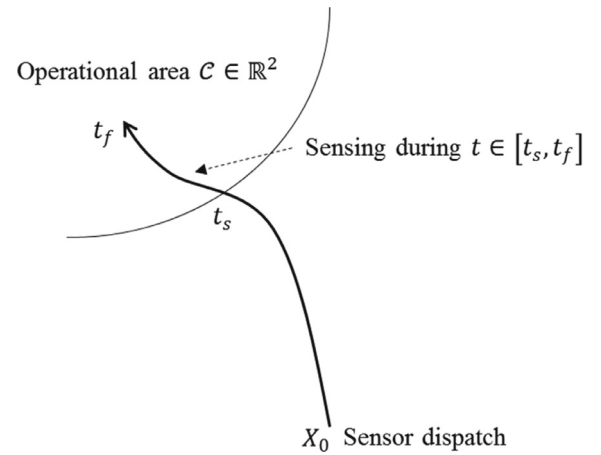 Operational area 𝒞 ∈ ℝ²
t_f
Sensing during t ∈ [t_s, t_f]
t_s
X_0 Sensor dispatch